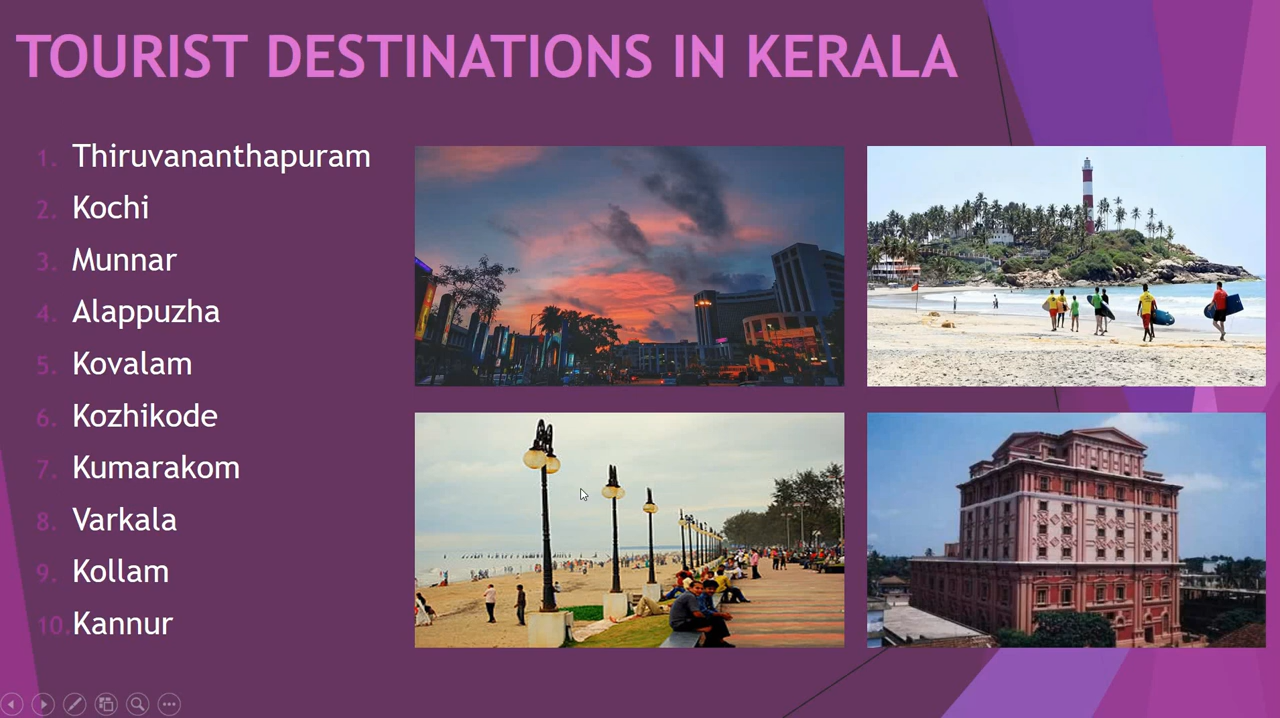 TOURIST DESTINATIONS IN KERALA
1. Thiruvananthapuram
2. Kochi
3. Munnar
4. Alappuzha
5. Kovalam
6. Kozhikode
7. Kumarakom
8. Varkala
9. Kollam
10. Kannur